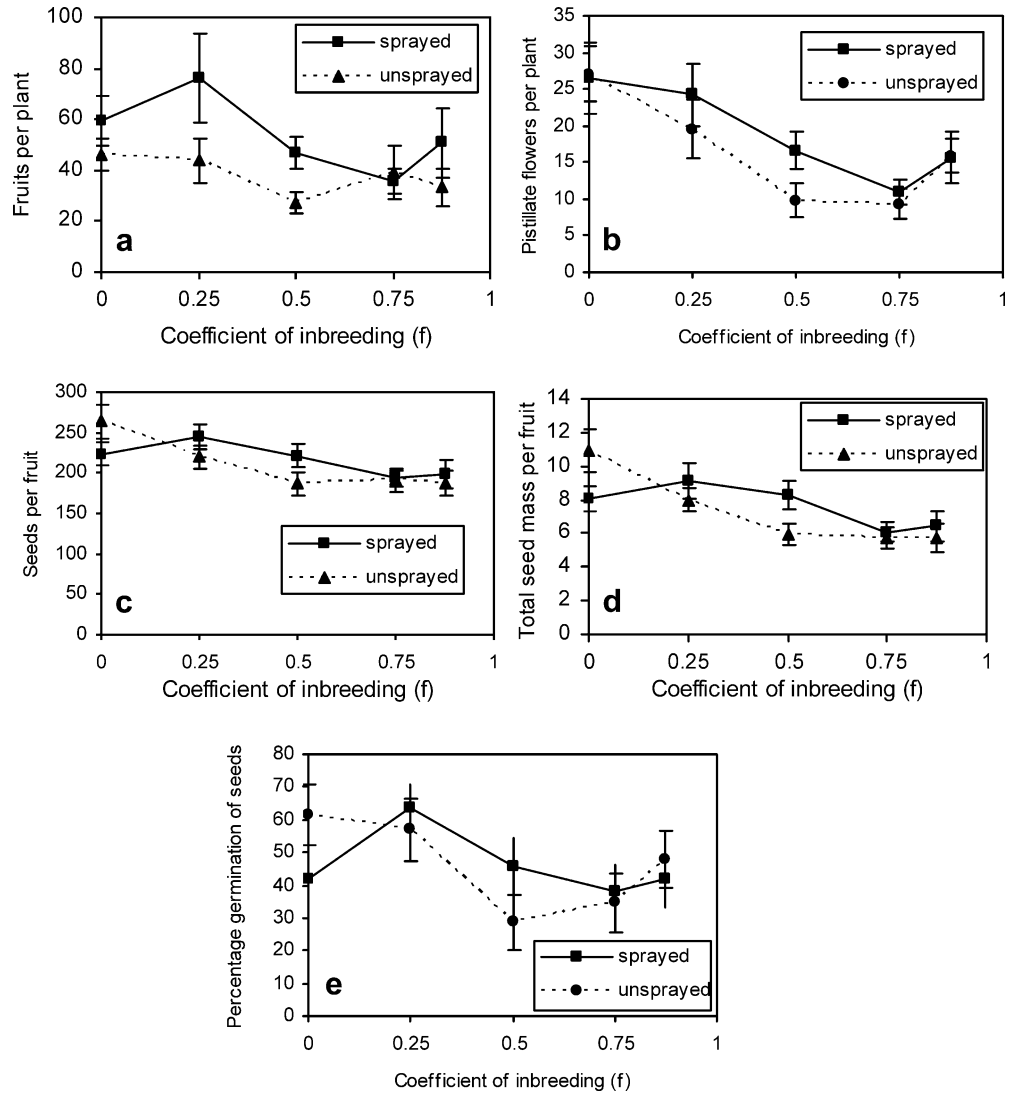 Fruits per plant
100
80
60
40
20
0
sprayed
unsprayed
a
0 0.25 0.5 0.75 1
Coefficient of inbreeding (f)
Pistillate flowers per plant
35
30
25
20
15
10
5
0
sprayed
unsprayed
b
0 0.25 0.5 0.75 1
Coefficient of inbreeding (f)
Seeds per fruit
300
250
200
150
100
50
0
sprayed
unsprayed
c
0 0.25 0.5 0.75 1
Coefficient of inbreeding (f)
Total seed mass per fruit
14
12
10
8
6
4
2
0
sprayed
unsprayed
d
0 0.25 0.5 0.75 1
Coefficient of inbreeding (f)
Percentage germination of seeds
80
70
60
50
40
30
20
10
0
sprayed
unsprayed
e
0 0.25 0.5 0.75 1
Coefficient of inbreeding (f)